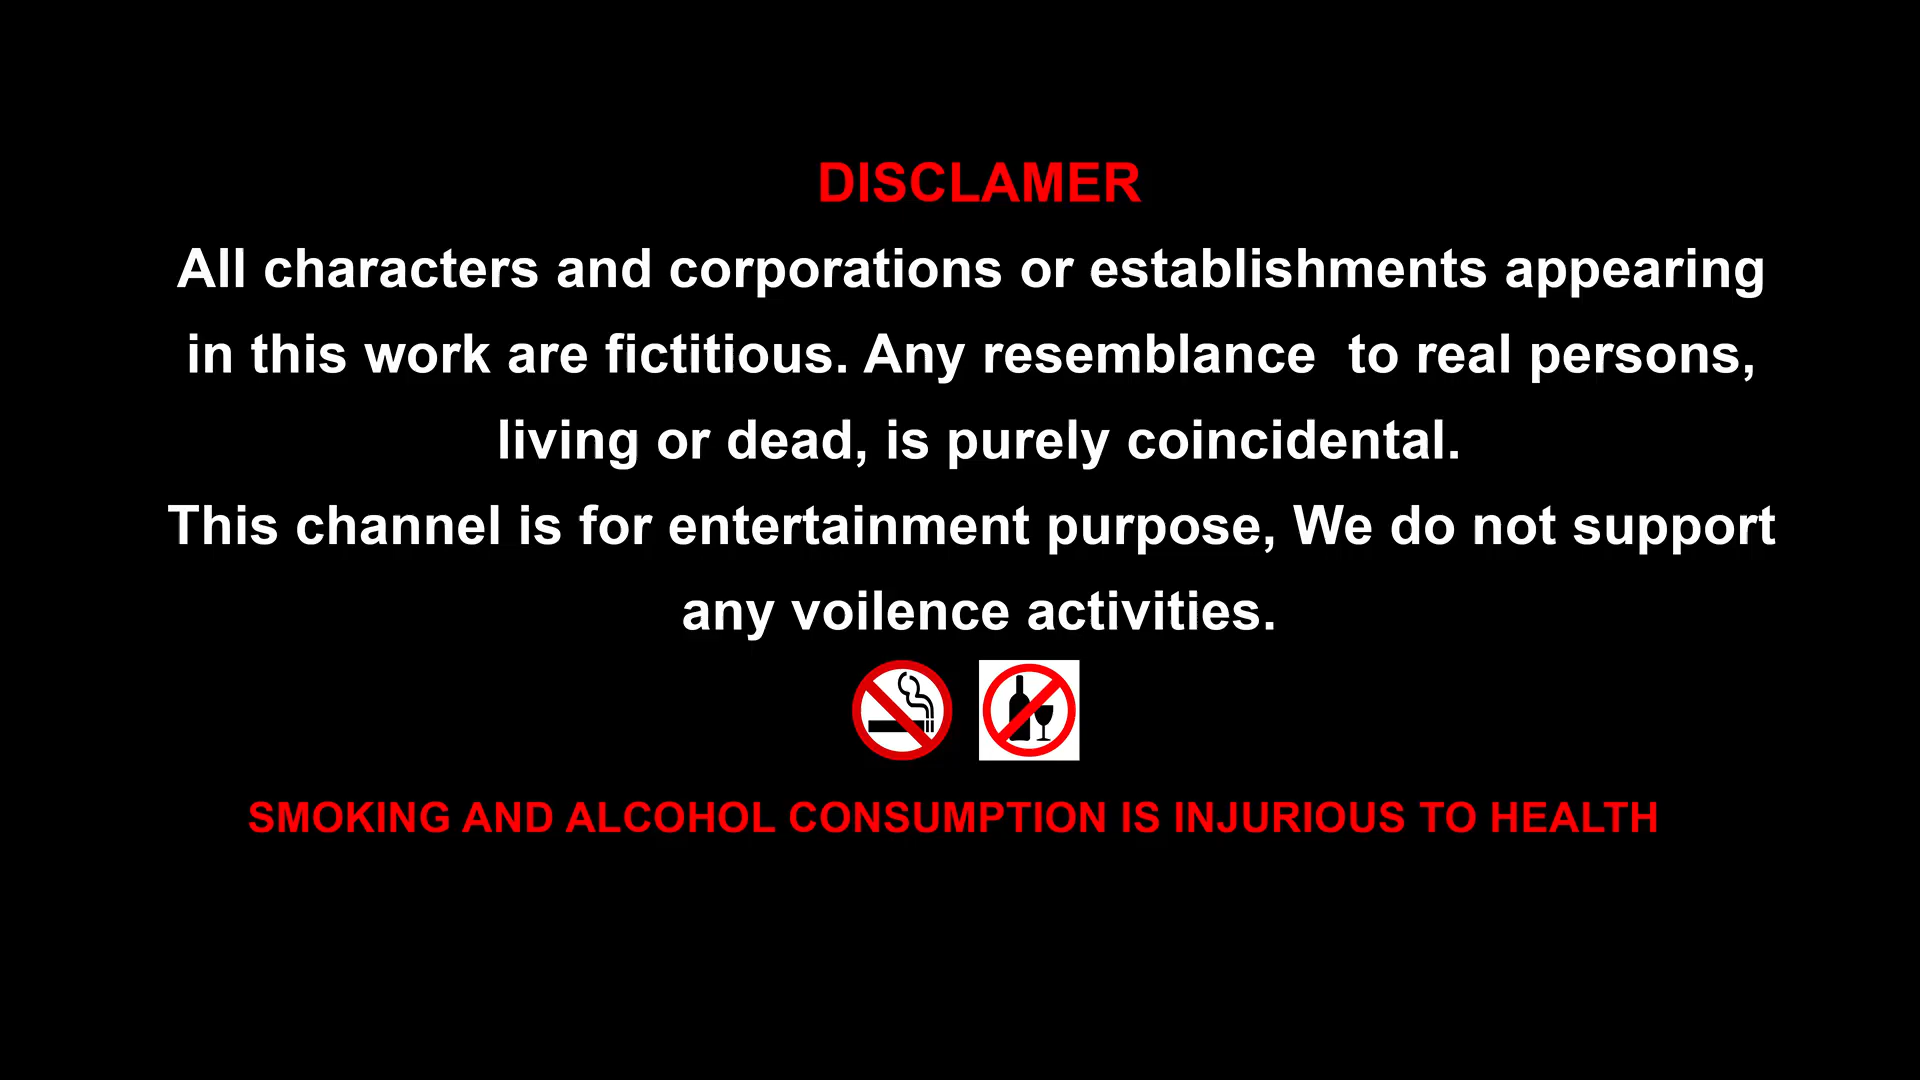 DISCLAMER
All characters and corporations or establishments appearing
in this work are fictitious. Any resemblance  to real persons,
living or dead, is purely coincidental.
This channel is for entertainment purpose, We do not support
any voilence activities.
SMOKING AND ALCOHOL CONSUMPTION IS INJURIOUS TO HEALTH